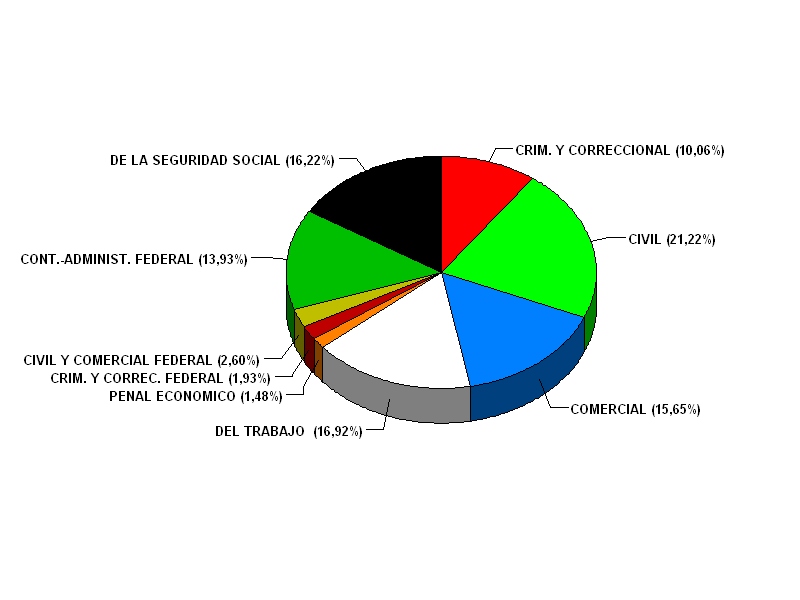 CRIM. Y CORRECCIONAL (10,06%)
DE LA SEGURIDAD SOCIAL (16,22%)
CIVIL (21,22%)
CONT.-ADMINIST. FEDERAL (13,93%)
CIVIL Y COMERCIAL FEDERAL (2,60%)
CRIM. Y CORREC. FEDERAL (1,93%)
PENAL ECONOMICO (1,48%)
COMERCIAL (15,65%)
DEL TRABAJO (16,92%)